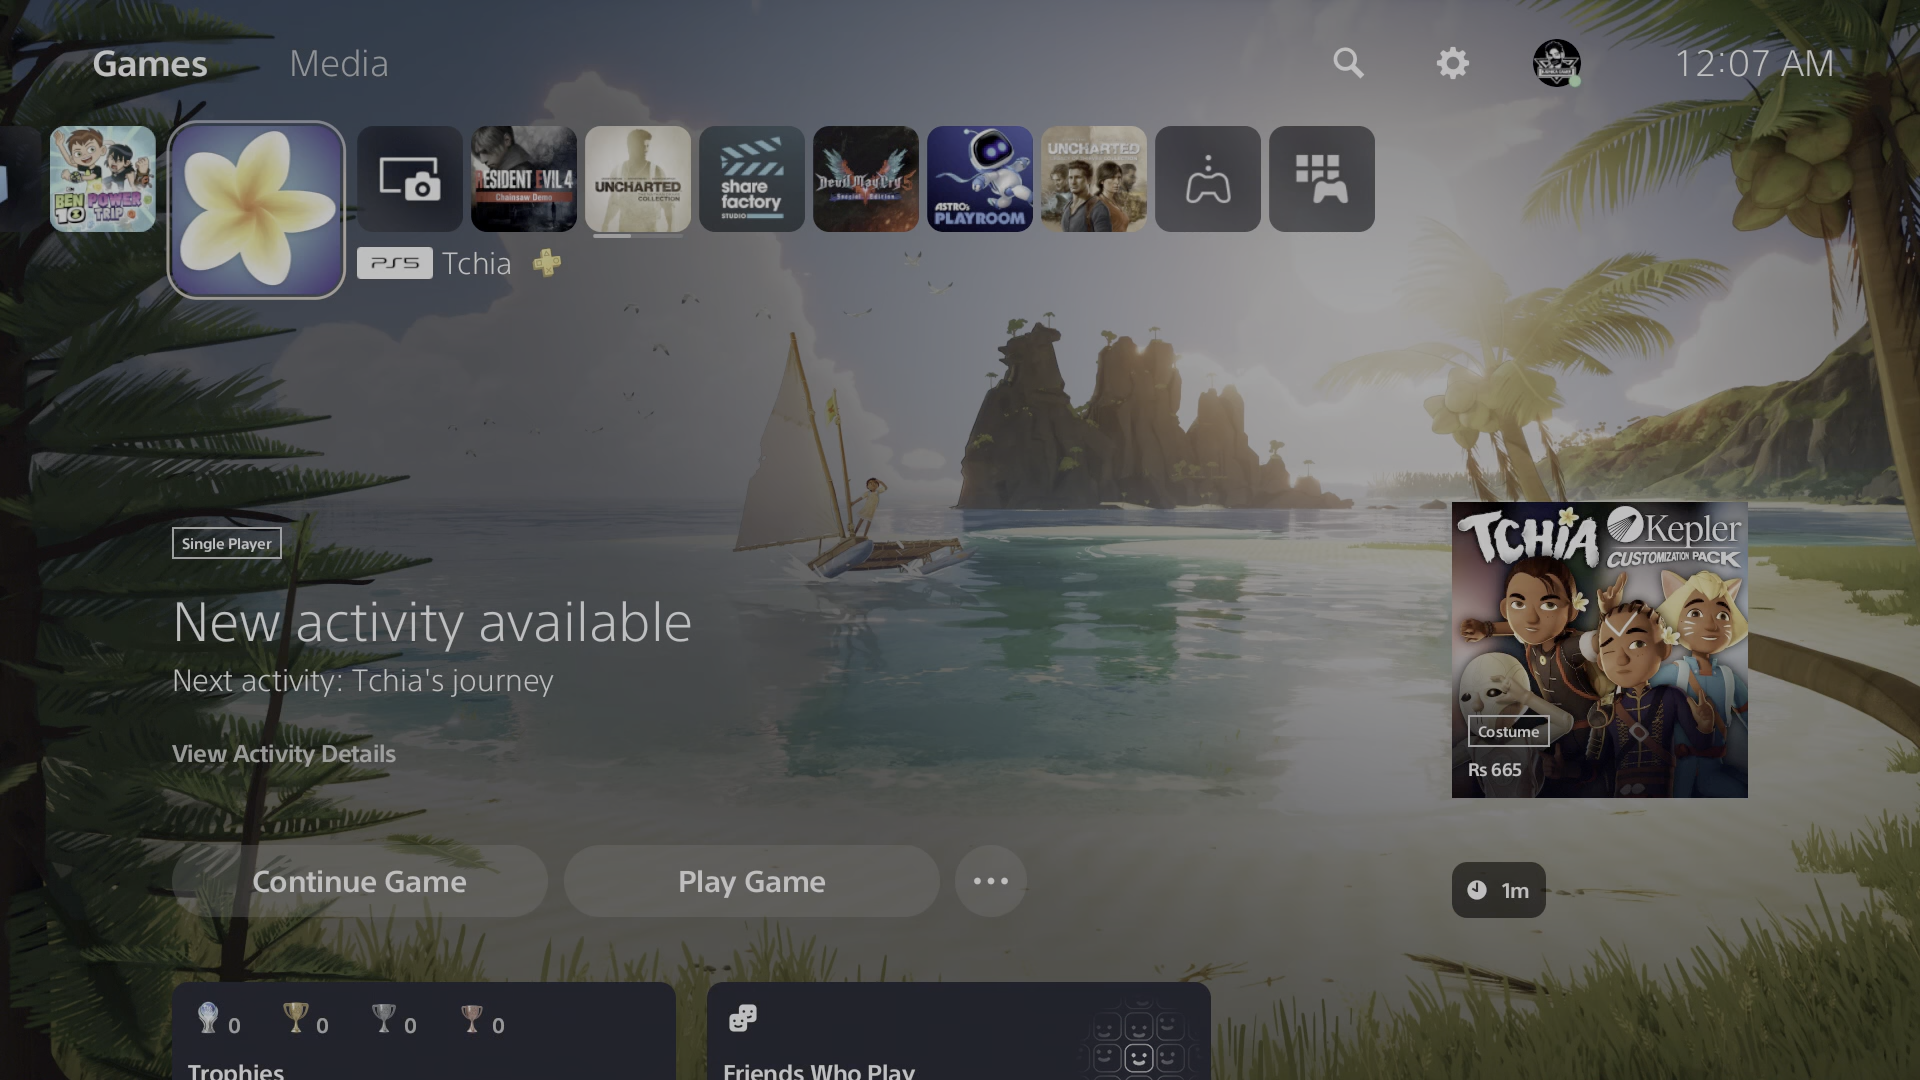 Games
Media
12:07 AM
BEN 10 POWER TRIP
RESIDENT EVIL 4
Chainsaw Demo
UNCHARTED
COLLECTION
share
factory
STUDIO
Devil May Cry 5
Special Edition
ASTRO's
PLAYROOM
UNCHARTED
PS5 Tchia
Single Player
New activity available
Next activity: Tchia's journey
View Activity Details
TCHIA Kepler
CUSTOMIZATION PACK
Costume
Rs 665
Continue Game
Play Game
1m
0
0
0
0
Trophies
Friends Who Play